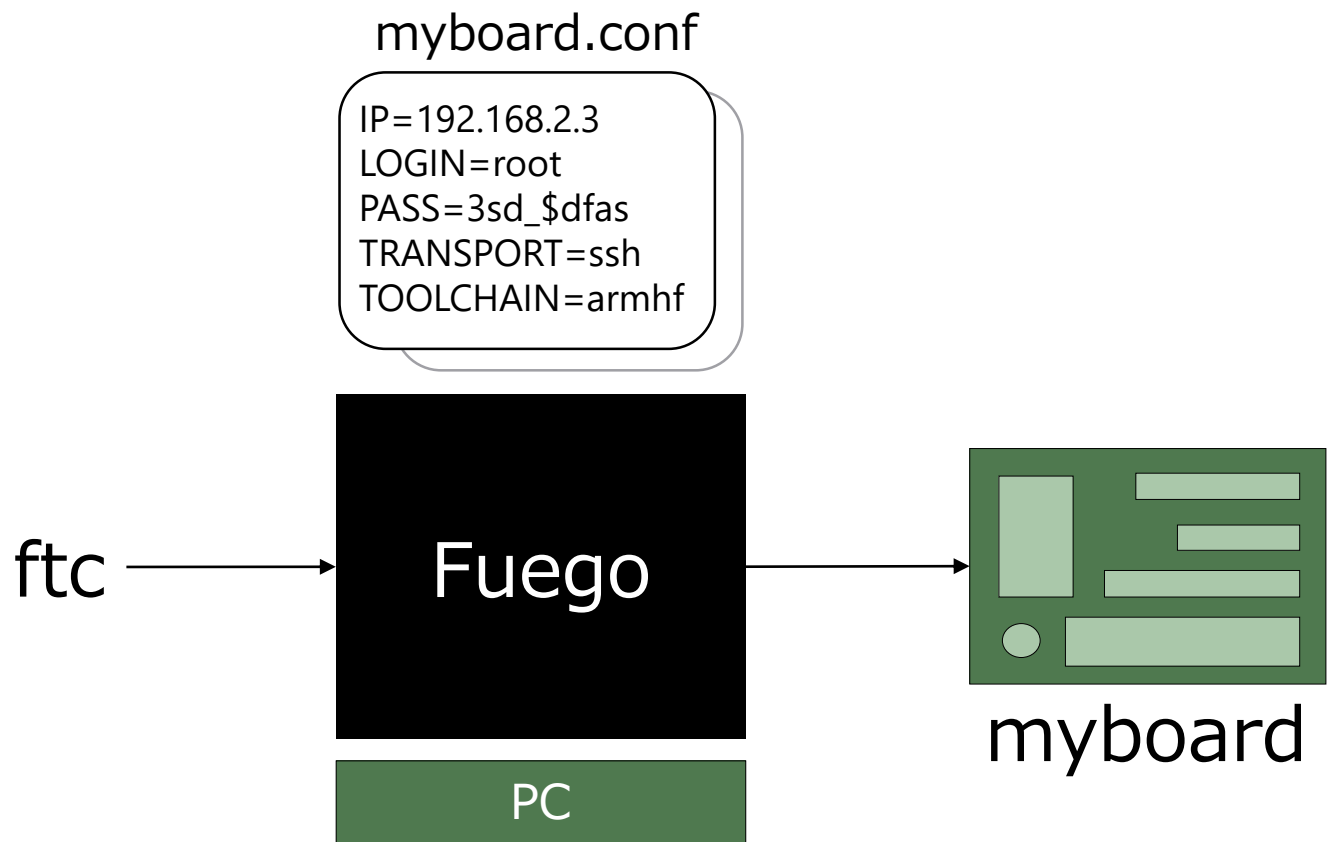 myboard.conf
IP=192.168.2.3
LOGIN=root
PASS=3sd_$dfas
TRANSPORT=ssh
TOOLCHAIN=armhf
ftc
Fuego
myboard
PC